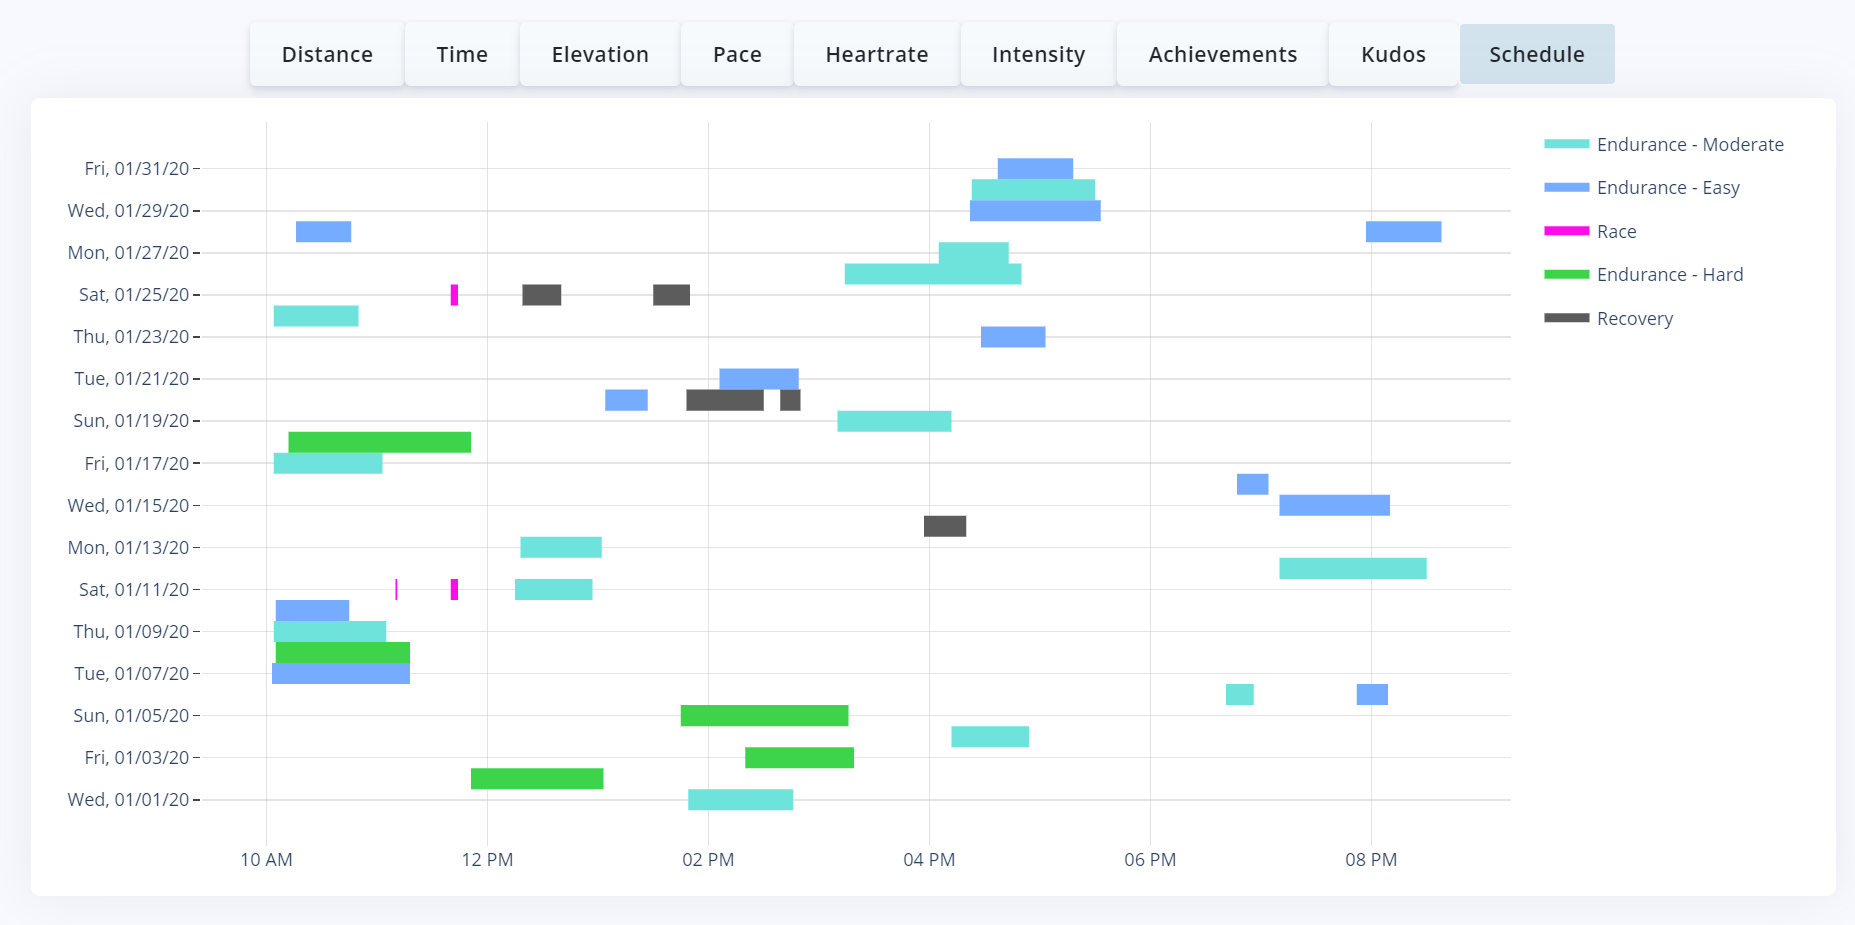 Distance Time Elevation Pace Heartrate Intensity Achievements Kudos Schedule
Fri, 01/31/20
Wed, 01/29/20
Mon, 01/27/20
Sat, 01/25/20
Thu, 01/23/20
Tue, 01/21/20
Sun, 01/19/20
Fri, 01/17/20
Wed, 01/15/20
Mon, 01/13/20
Sat, 01/11/20
Thu, 01/09/20
Tue, 01/07/20
Sun, 01/05/20
Fri, 01/03/20
Wed, 01/01/20
10 AM 12 PM 02 PM 04 PM 06 PM 08 PM
Endurance - Moderate
Endurance - Easy
Race
Endurance - Hard
Recovery